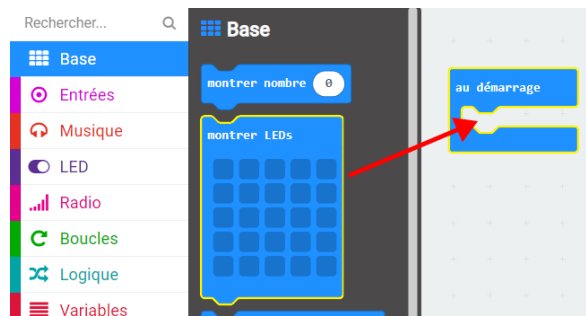 Rechercher...
Base
Entrées
Musique
LED
Radio
Boucles
Logique
Variables
Base
montrer nombre 0
montrer LEDs
au démarrage